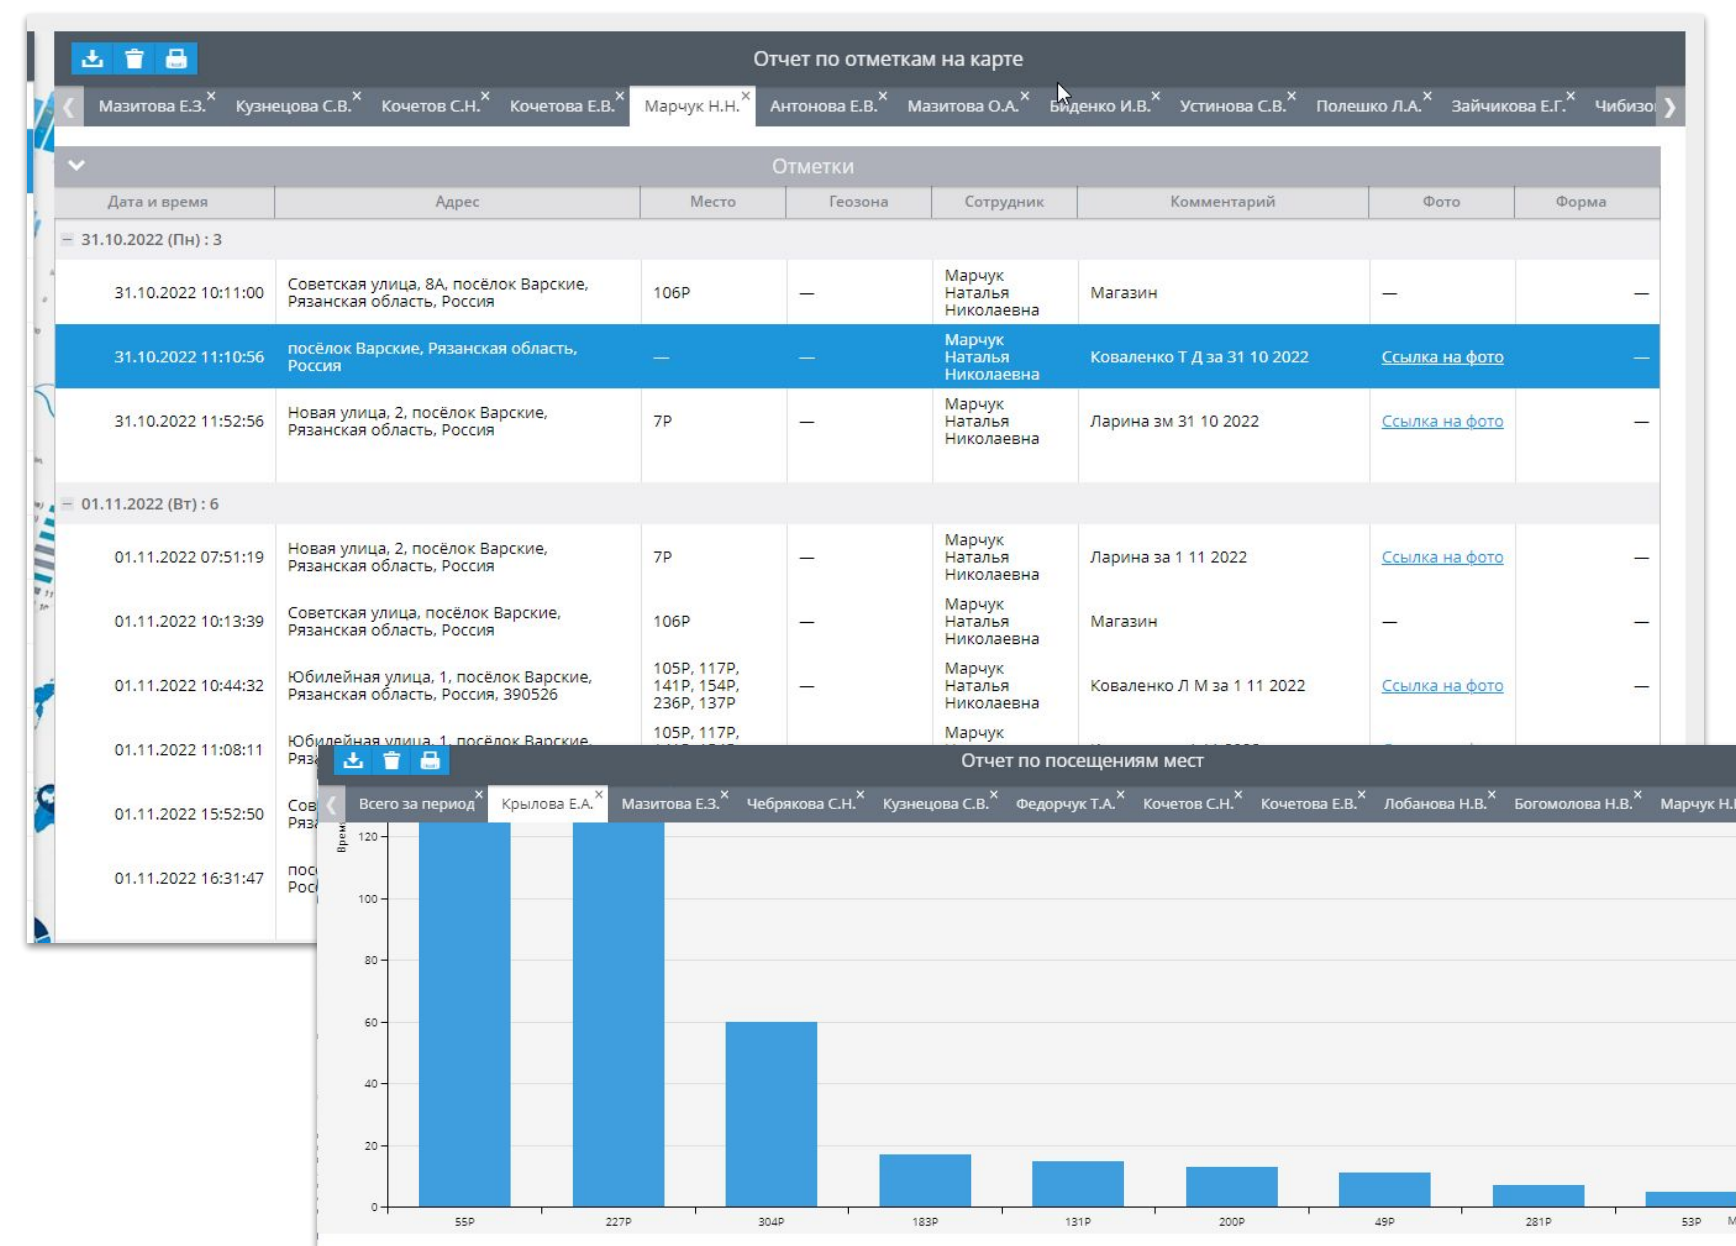 Отчет по отметкам на карте
Мазитова Е.З. Кузнецова С.В. Кочетов С.Н. Кочетова Е.В. Марчук Н.Н. Антонова Е.В. Мазитова О.А. Биденко И.В. Устинова С.В. Полешко Л.А. Зайчикова Е.Г. Чибизо
Отметки
Дата и время Адрес Место Геозона Сотрудник Комментарий Фото Форма
31.10.2022 (Пн) : 3
31.10.2022 10:11:00 Советская улица, 8А, посёлок Варские, Рязанская область, Россия 106Р — Марчук Наталья Николаевна Магазин — —
31.10.2022 11:10:56 посёлок Варские, Рязанская область, Россия — — Марчук Наталья Николаевна Коваленко Т Д за 31 10 2022 Ссылка на фото —
31.10.2022 11:52:56 Новая улица, 2, посёлок Варские, Рязанская область, Россия 7Р — Марчук Наталья Николаевна Ларина зм 31 10 2022 Ссылка на фото —
01.11.2022 (Вт) : 6
01.11.2022 07:51:19 Новая улица, 2, посёлок Варские, Рязанская область, Россия 7Р — Марчук Наталья Николаевна Ларина за 1 11 2022 Ссылка на фото —
01.11.2022 10:13:39 Советская улица, посёлок Варские, Рязанская область, Россия 106Р — Марчук Наталья Николаевна Магазин — —
01.11.2022 10:44:32 Юбилейная улица, 1, посёлок Варские, Рязанская область, Россия, 390526 105Р, 117Р, 141Р, 154Р, 236Р, 137Р — Марчук Наталья Николаевна Коваленко Л М за 1 11 2022 Ссылка на фото —
01.11.2022 11:08:11 Юбилейная улица, 1, посёлок Варские, 105Р, 117Р, Марчук
01.11.2022 15:52:50 Сов
01.11.2022 16:31:47
Отчет по посещениям мест
Всего за период Крылова Е.А. Мазитова Е.З. Чебрякова С.Н. Кузнецова С.В. Федорчук Т.А. Кочетов С.Н. Кочетова Е.В. Лобанова Н.В. Богомолова Н.В. Марчук Н.
Время
120
100
80
60
40
20
0
55Р 227Р 304Р 183Р 131Р 200Р 49Р 281Р 53Р